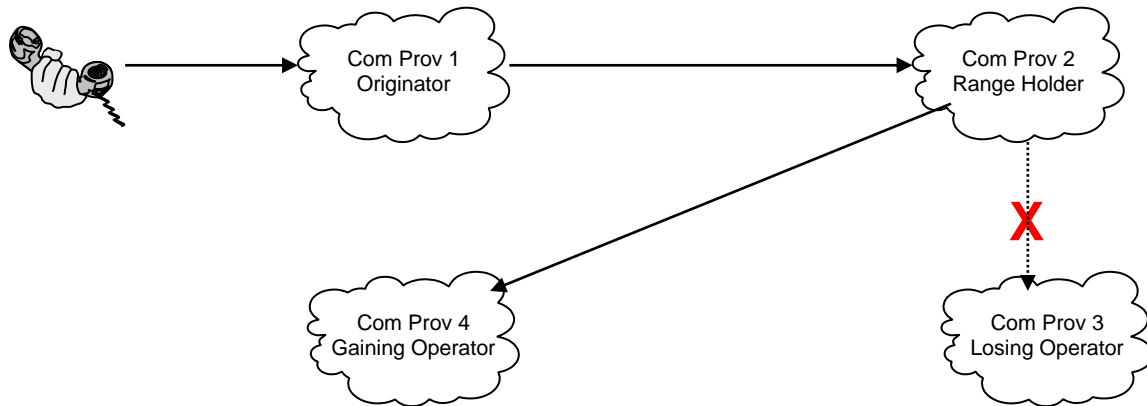 Com Prov 1
Originator
Com Prov 2
Range Holder
X
Com Prov 4
Gaining Operator
Com Prov 3
Losing Operator